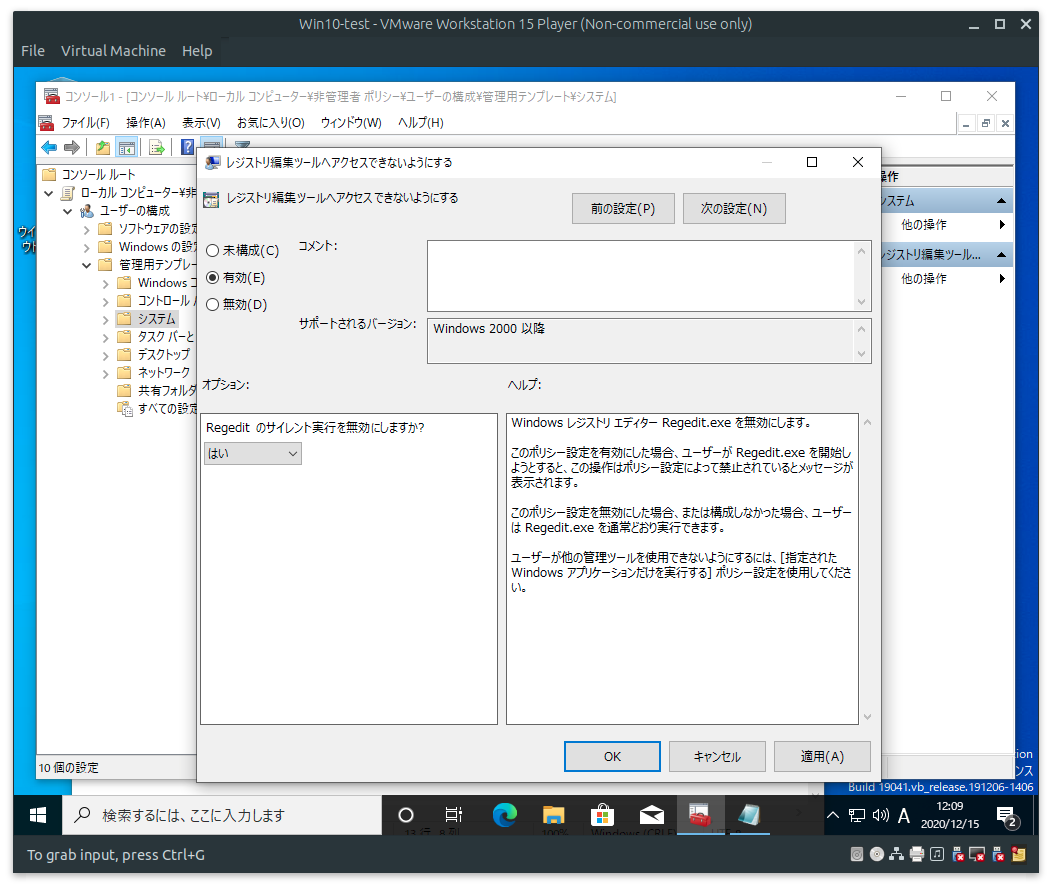 Win10-test - VMware Workstation 15 Player (Non-commercial use only)
File Virtual Machine Help
コンソール1 - [コンソール ルート¥ローカル コンピューター¥非管理者 ポリシー¥ユーザーの構成¥管理用テンプレート¥システム]
ファイル(F) 操作(A) 表示(V) お気に入り(O) ウィンドウ(W) ヘルプ(H)
コンソール ルート
ローカル コンピューター¥非
ユーザーの構成
ソフトウェアの設定
Windows の設定
管理用テンプレー
Windows コ
コントロール
システム
タスク バーと
デスクトップ
ネットワーク
共有フォルダ
すべての設定
10 個の設定
レジストリ編集ツールへアクセスできないようにする
レジストリ編集ツールへアクセスできないようにする
前の設定(P) 次の設定(N)
未構成(C)
有効(E)
無効(D)
コメント:
サポートされるバージョン:
Windows 2000 以降
オプション:
ヘルプ:
Regedit のサイレント実行を無効にしますか?
はい
Windows レジストリ エディター Regedit.exe を無効にします。
このポリシー設定を有効にした場合、ユーザーが Regedit.exe を開始し
ようとすると、この操作はポリシー設定によって禁止されているとメッセージが
表示されます。
このポリシー設定を無効にした場合、または構成しなかった場合、ユーザー
は Regedit.exe を通常どおり実行できます。
ユーザーが他の管理ツールを使用できないようにするには、[指定された
Windows アプリケーションだけを実行する] ポリシー設定を使用してくださ
い。
OK キャンセル 適用(A)
操作
システム
他の操作
レジストリ編集ツール...
他の操作
Build 19041.vb_release.191206-1406
検索するには、ここに入力します
100% Windows (CRLF)
A
12:09
2020/12/15
2
To grab input, press Ctrl+G